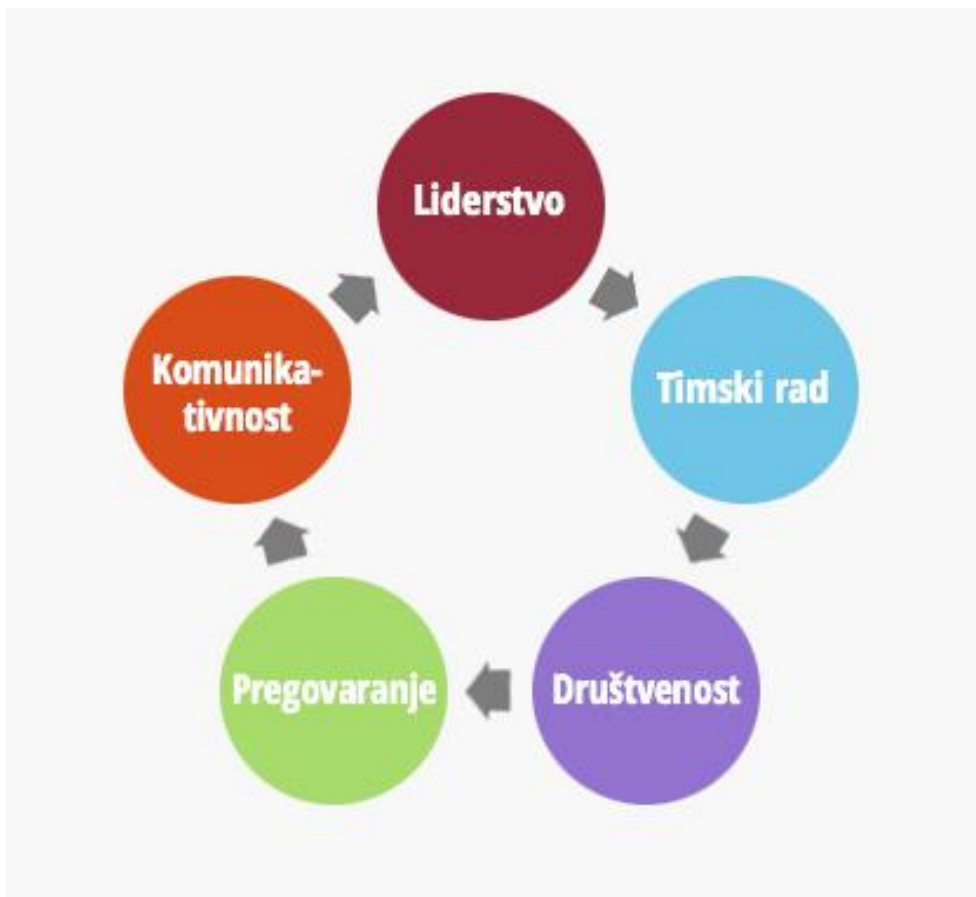 Liderstvo
Timski rad
Društvenost
Pregovaranje
Komunika-
tivnost